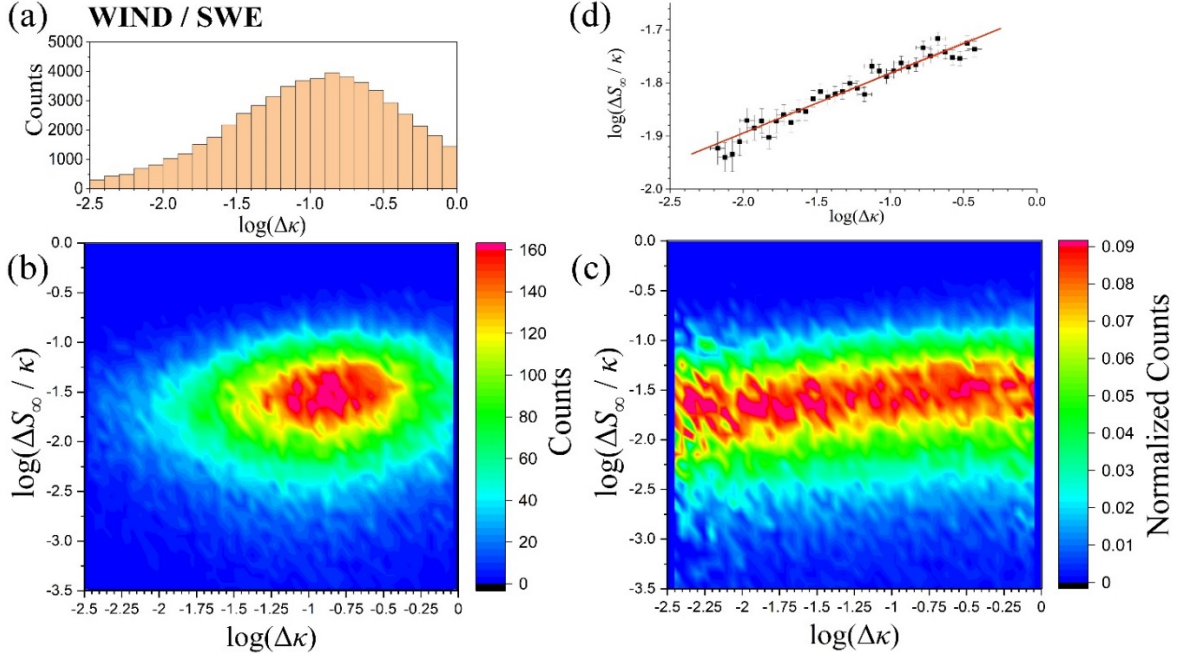 (a) WIND / SWE
5000
4000
3000
2000
1000
0
Counts
-2.5 -2.0 -1.5 -1.0 -0.5 0.0
log(Δκ)
(d)
-1.7
-1.8
-1.9
-2.0
log(ΔS∞ / κ)
-2.5 -2.0 -1.5 -1.0 -0.5 0.0
log(Δκ)
(b)
0.0
-0.5
-1.0
-1.5
-2.0
-2.5
-3.0
-3.5
log(ΔS∞ / κ)
-2.5 -2.25 -2 -1.75 -1.5 -1.25 -1 -0.75 -0.5 -0.25 0
log(Δκ)
160
140
120
100
80
60
40
20
0
Counts
(c)
0.0
-0.5
-1.0
-1.5
-2.0
-2.5
-3.0
-3.5
log(ΔS∞ / κ)
-2.5 -2.25 -2 -1.75 -1.5 -1.25 -1 -0.75 -0.5 -0.25 0
log(Δκ)
0.09
0.08
0.07
0.06
0.05
0.04
0.03
0.02
0.01
0
Normalized Counts